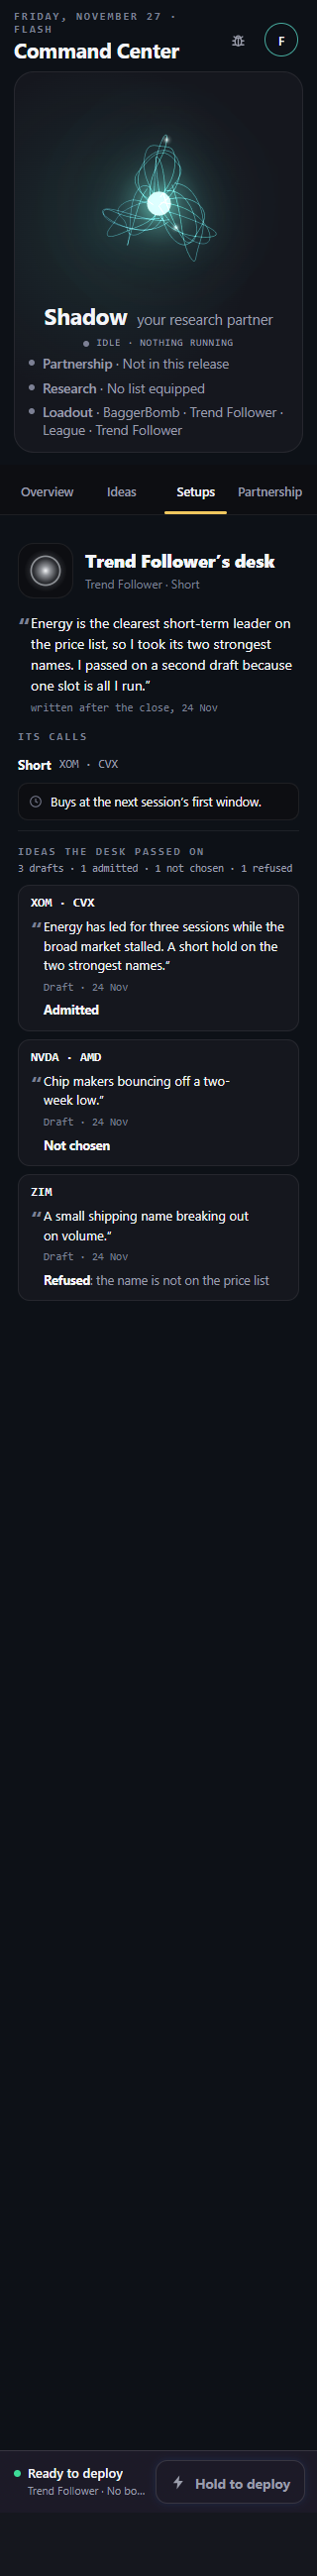 FRIDAY, NOVEMBER 27 ·
FLASH
Command Center
F
Shadow your research partner
IDLE · NOTHING RUNNING
Partnership · Not in this release
Research · No list equipped
Loadout · BaggerBomb · Trend Follower ·
League · Trend Follower
Overview Ideas Setups Partnership
Trend Follower's desk
Trend Follower · Short
“Energy is the clearest short-term leader on
the price list, so I took its two strongest
names. I passed on a second draft because
one slot is all I run.”
written after the close, 24 Nov
ITS CALLS
Short XOM · CVX
Buys at the next session's first window.
IDEAS THE DESK PASSED ON
3 drafts · 1 admitted · 1 not chosen · 1 refused
XOM · CVX
“Energy has led for three sessions while the
broad market stalled. A short hold on the
two strongest names.”
Draft · 24 Nov
Admitted
NVDA · AMD
“Chip makers bouncing off a two-
week low.”
Draft · 24 Nov
Not chosen
ZIM
“A small shipping name breaking out
on volume.”
Draft · 24 Nov
Refused: the name is not on the price list
Ready to deploy
Trend Follower · No bo...
Hold to deploy